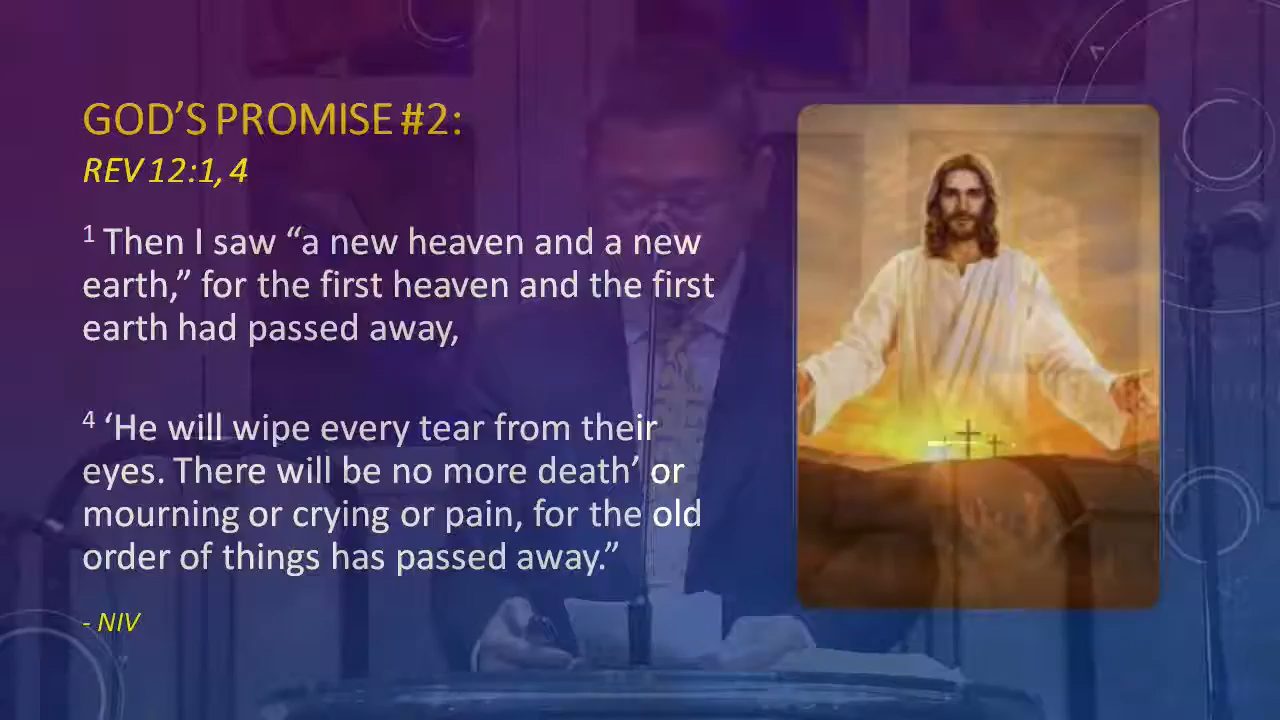 GOD'S PROMISE #2:
REV 12:1, 4
1 Then I saw “a new heaven and a new
earth,” for the first heaven and the first
earth had passed away,
4 ‘He will wipe every tear from their
eyes. There will be no more death’ or
mourning or crying or pain, for the old
order of things has passed away.”
- NIV